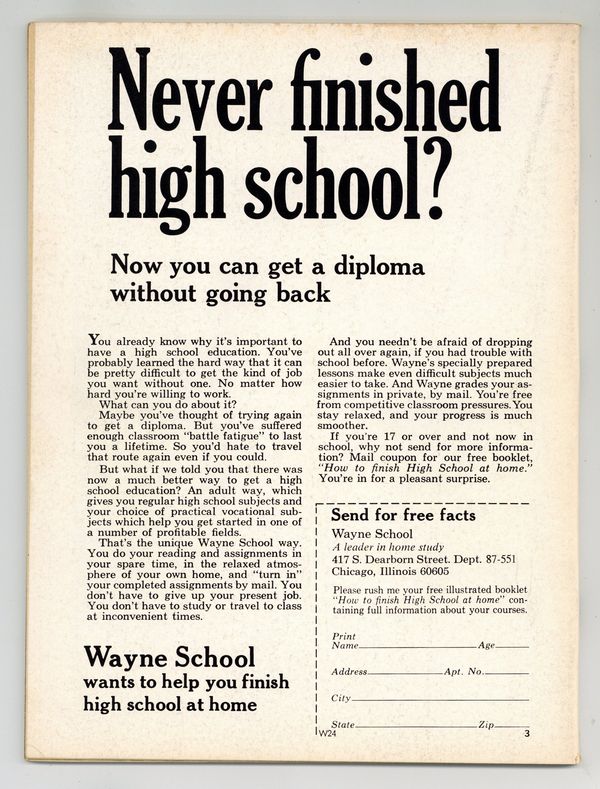 Never finished
high school?
Now you can get a diploma
without going back
You already know why it's important to
have a high school education. You've
probably learned the hard way that it can
be pretty difficult to get the kind of job
you want without one. No matter how
hard you're willing to work.
What can you do about it?
Maybe you've thought of trying again
to get a diploma. But you've suffered
enough classroom "battle fatigue" to last
you a lifetime. So you'd hate to travel
that route again even if you could.
But what if we told you that there was
now a much better way to get a high
school education? An adult way, which
gives you regular high school subjects and
your choice of practical vocational sub-
jects which help you get started in one of
a number of profitable fields.
That's the unique Wayne School way.
You do your reading and assignments in
your spare time, in the relaxed atmos-
phere of your own home, and "turn in"
your completed assignments by mail. You
don't have to give up your present job.
You don't have to study or travel to class
at inconvenient times.
Wayne School
wants to help you finish
high school at home
And you needn't be afraid of dropping
out all over again, if you had trouble with
school before. Wayne's specially prepared
lessons make even difficult subjects much
easier to take. And Wayne grades your as-
signments in private, by mail. You're free
from competitive classroom pressures. You
stay relaxed, and your progress is much
smoother.
If you're 17 or over and not now in
school, why not send for more informa-
tion? Mail coupon for our free booklet,
"How to finish High School at home."
You're in for a pleasant surprise.
Send for free facts
Wayne School
A leader in home study
417 S. Dearborn Street. Dept. 87-551
Chicago, Illinois 60605
Please rush me your free illustrated booklet
"How to finish High School at home" con-
taining full information about your courses.
Print
Name Age
Address Apt. No.
City
State Zip
W24 3